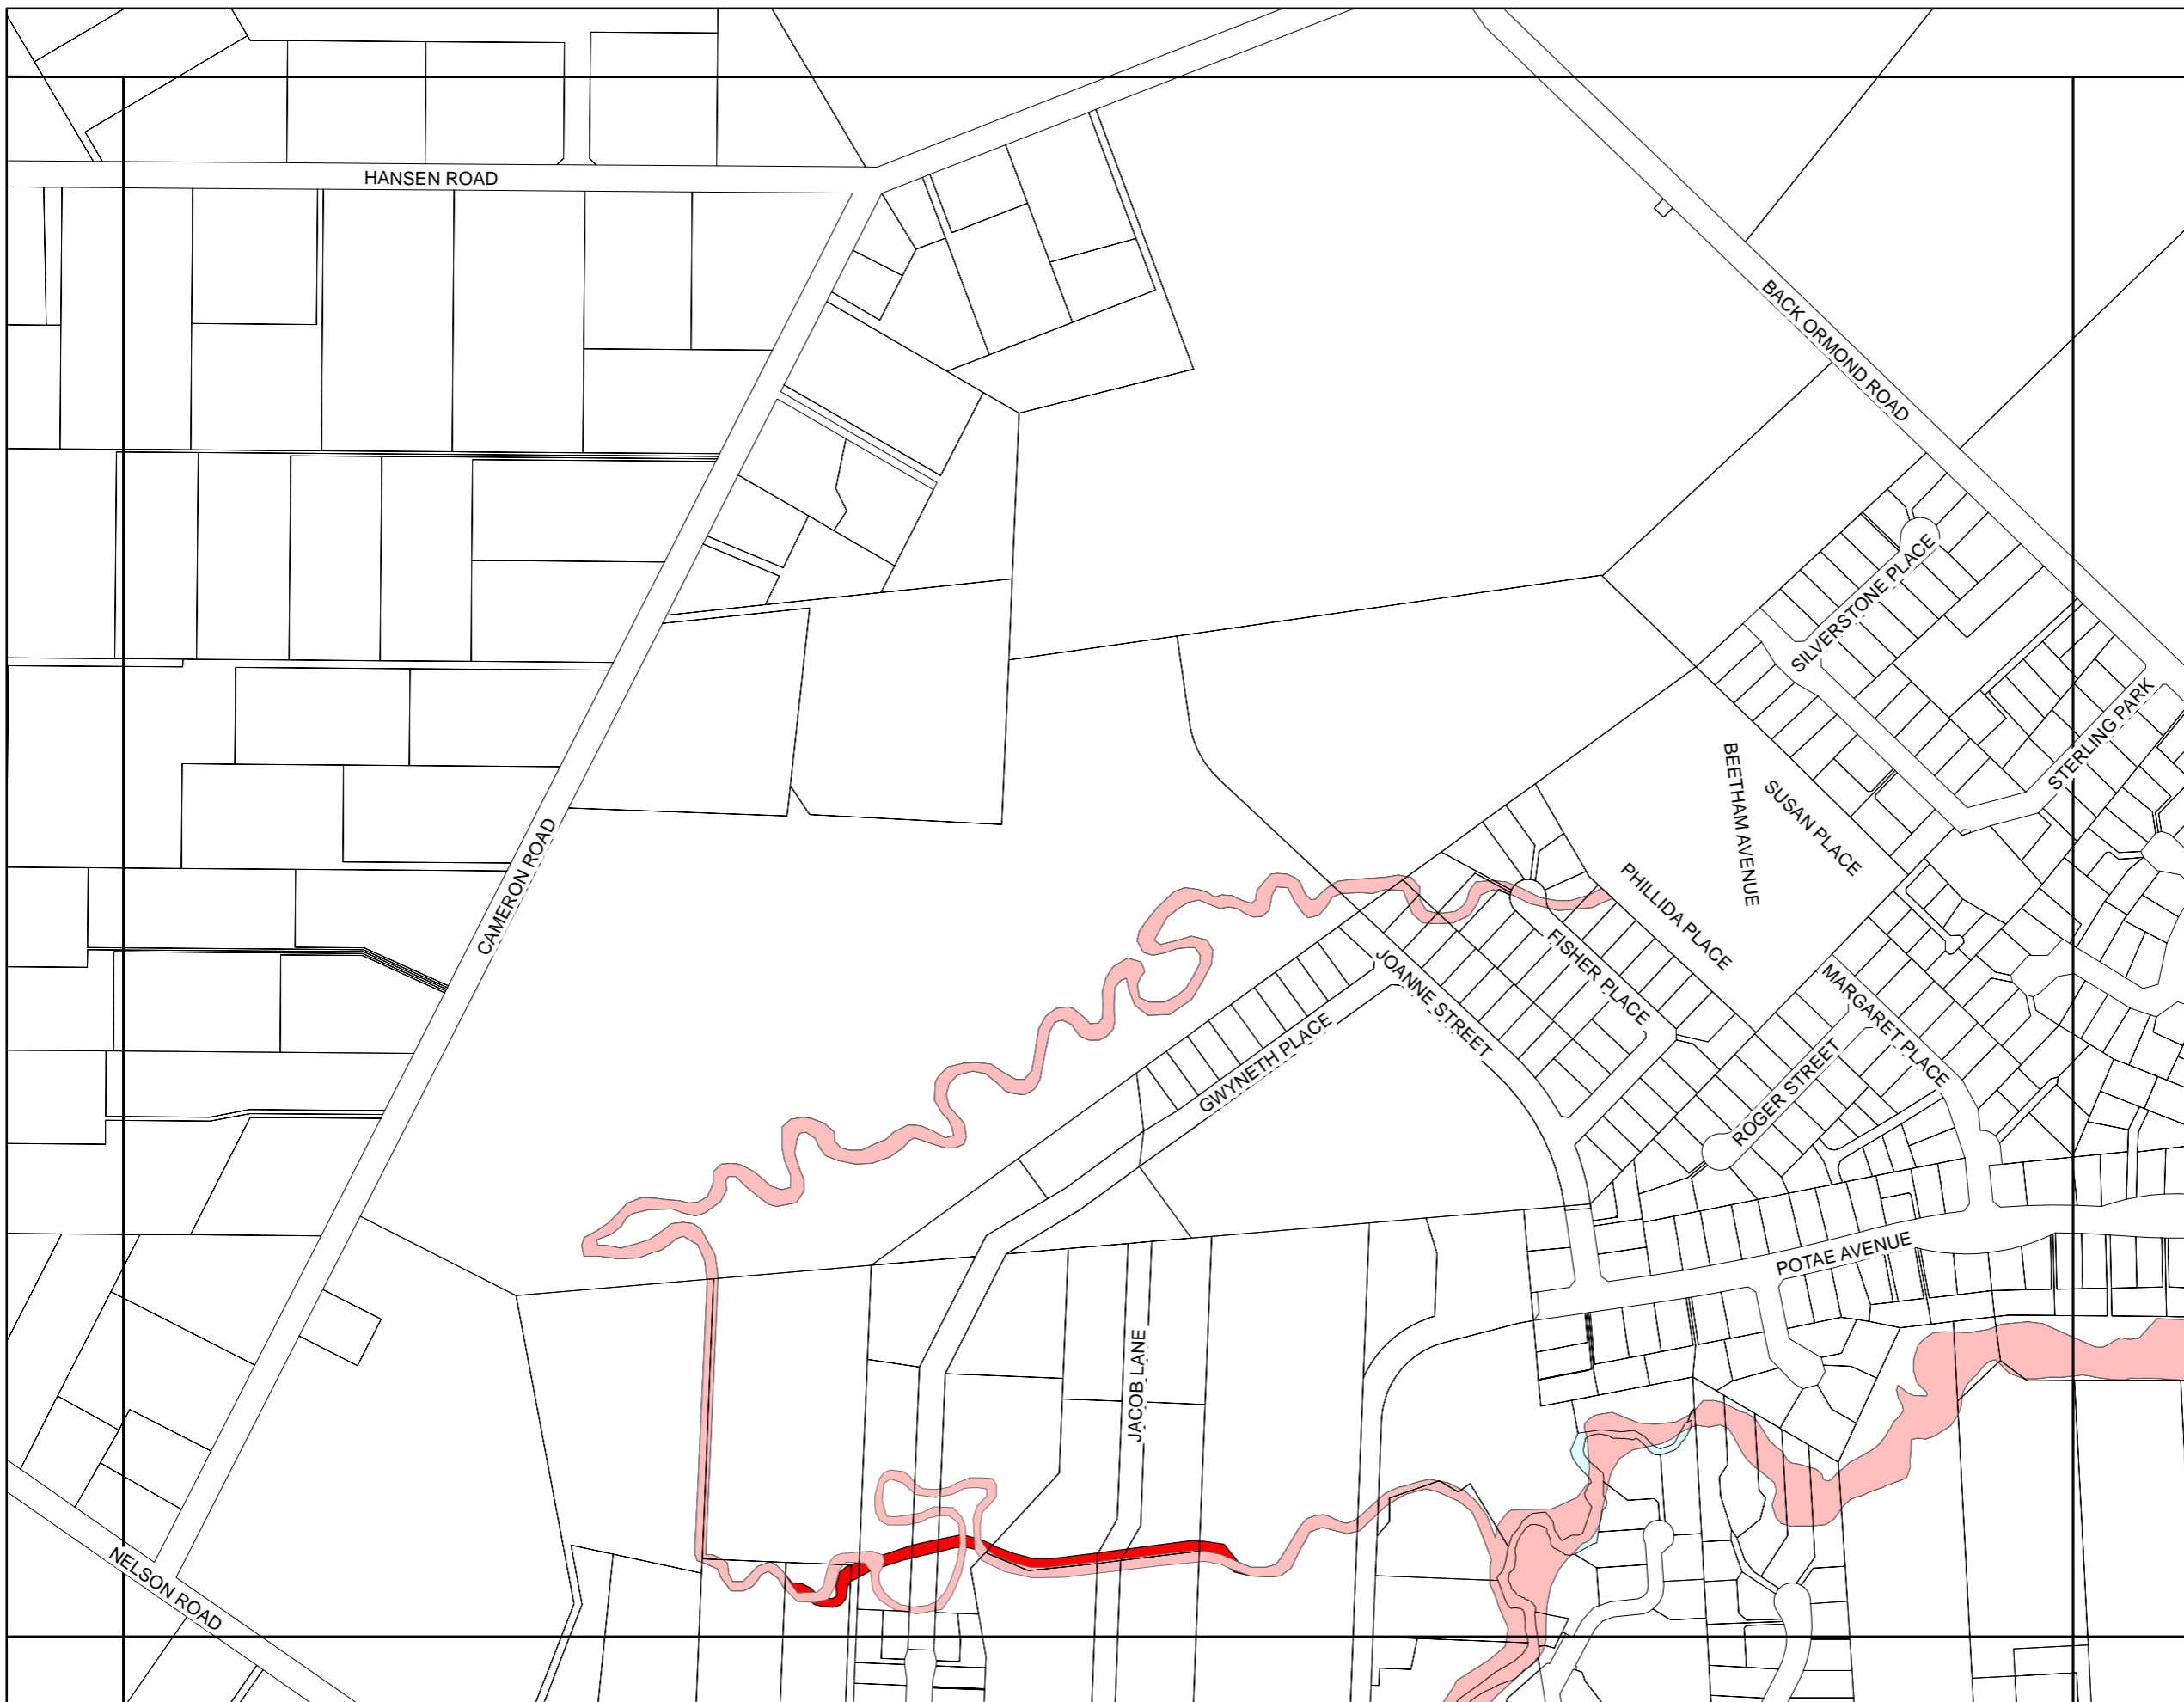 HANSEN ROAD
BACK ORMOND ROAD
SILVERSTONE PLACE
STERLING PARK
BEETHAM AVENUE
SUSAN PLACE
CAMERON ROAD
PHILLIDA PLACE
FISHER PLACE
JOANNE STREET
MARGARET PLACE
GWYNETH PLACE
ROGER STREET
POTAE AVENUE
JACOB LANE
NELSON ROAD